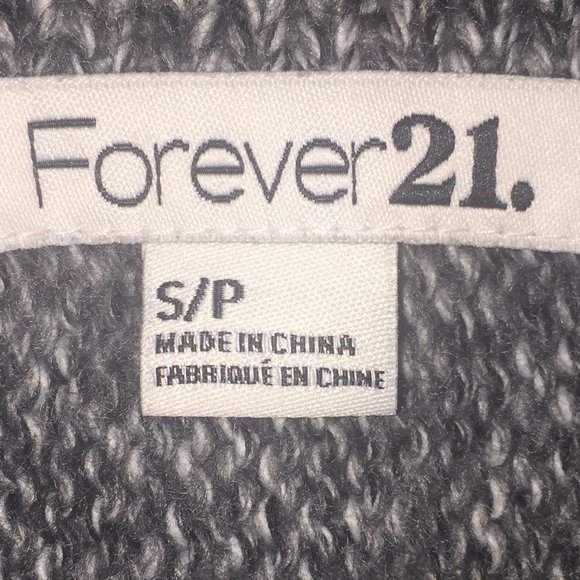 Forever21.
S/P
MADE IN CHINA
FABRIQUÉ EN CHINE